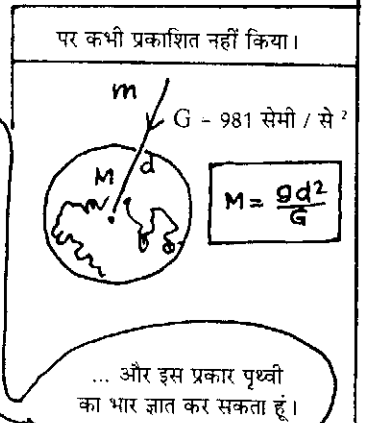 पर कभी प्रकाशित नहीं किया।
m
G - 981 सेमी / से ²
M d
M = gd²/G
... और इस प्रकार पृथ्वी
का भार ज्ञात कर सकता हूं।